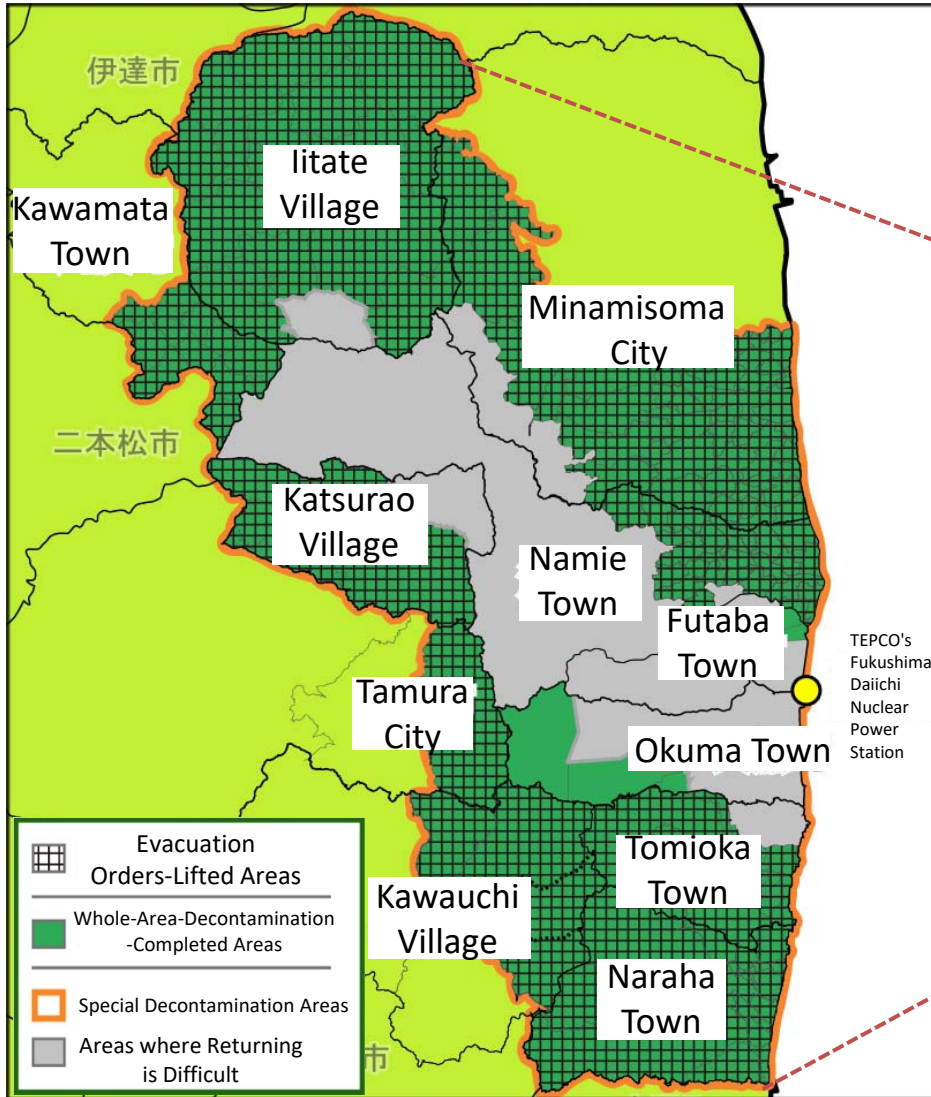 伊達市
Iitate
Village
Kawamata
Town
Minamisoma
City
二本松市
Katsurao
Village
Namie
Town
Futaba
Town
TEPCO's
Fukushima
Daiichi
Nuclear
Power
Station
Tamura
City
Okuma Town
Tomioka
Town
Kawauchi
Village
Naraha
Town
Evacuation
Orders-Lifted Areas
Whole-Area-Decontamination
-Completed Areas
Special Decontamination Areas
Areas where Returning
is Difficult
市